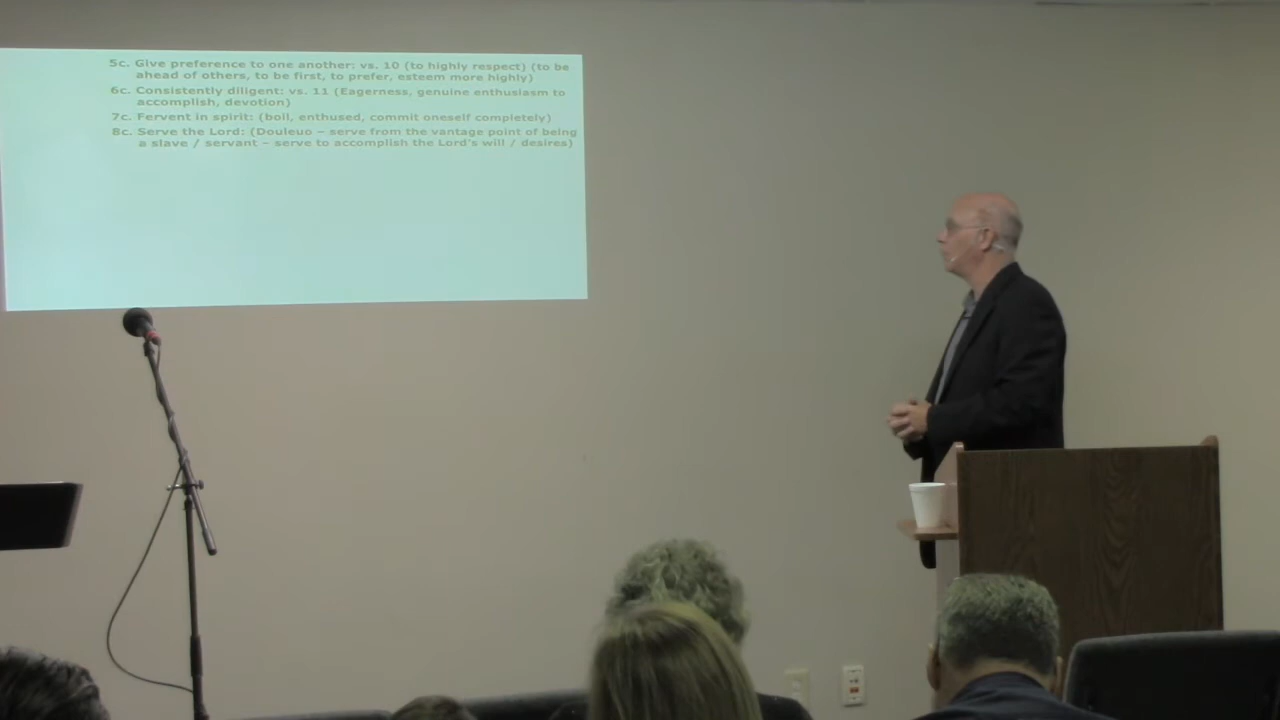 5c. Give preference to one another: vs. 10 (to highly respect) (to be
ahead of others, to be first, to prefer, esteem more highly)
6c. Consistently diligent: vs. 11 (Eagerness, genuine enthusiasm to
accomplish, devotion)
7c. Fervent in spirit: (boil, enthused, commit oneself completely)
8c. Serve the Lord: (Douleuo – serve from the vantage point of being
a slave / servant – serve to accomplish the Lord's will / desires)